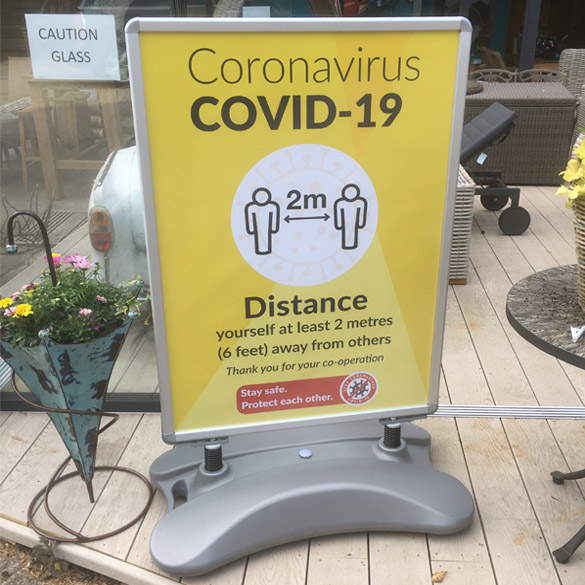 CAUTION
GLASS
Coronavirus
COVID-19
2m
Distance
yourself at least 2 metres
(6 feet) away from others
Thank you for your co-operation
Stay safe.
Protect each other.